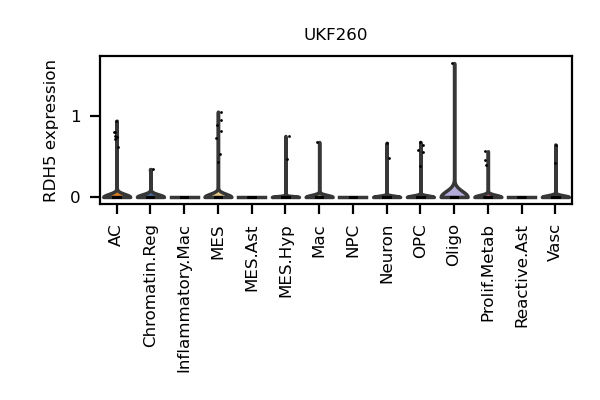 UKF260
RDH5 expression
1
0
AC
Chromatin.Reg
Inflammatory.Mac
MES
MES.Ast
MES.Hyp
Mac
NPC
Neuron
OPC
Oligo
Prolif.Metab
Reactive.Ast
Vasc